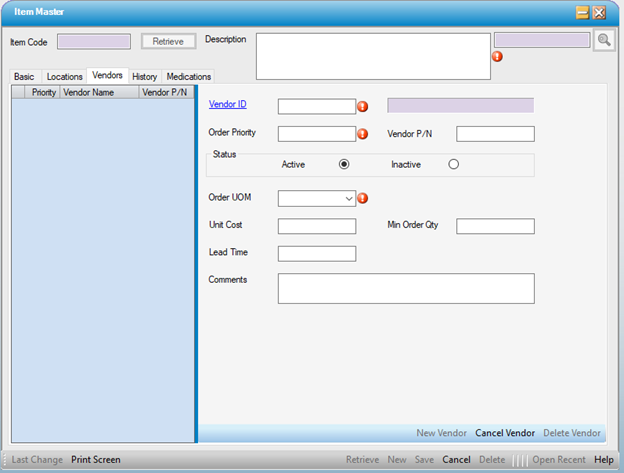 Item Master
Item Code Retrieve Description
Basic Locations Vendors History Medications
Priority Vendor Name Vendor P/N
Vendor ID
Order Priority Vendor P/N
Status
Active Inactive
Order UOM
Unit Cost Min Order Qty
Lead Time
Comments
New Vendor Cancel Vendor Delete Vendor
Last Change Print Screen Retrieve New Save Cancel Delete Open Recent Help